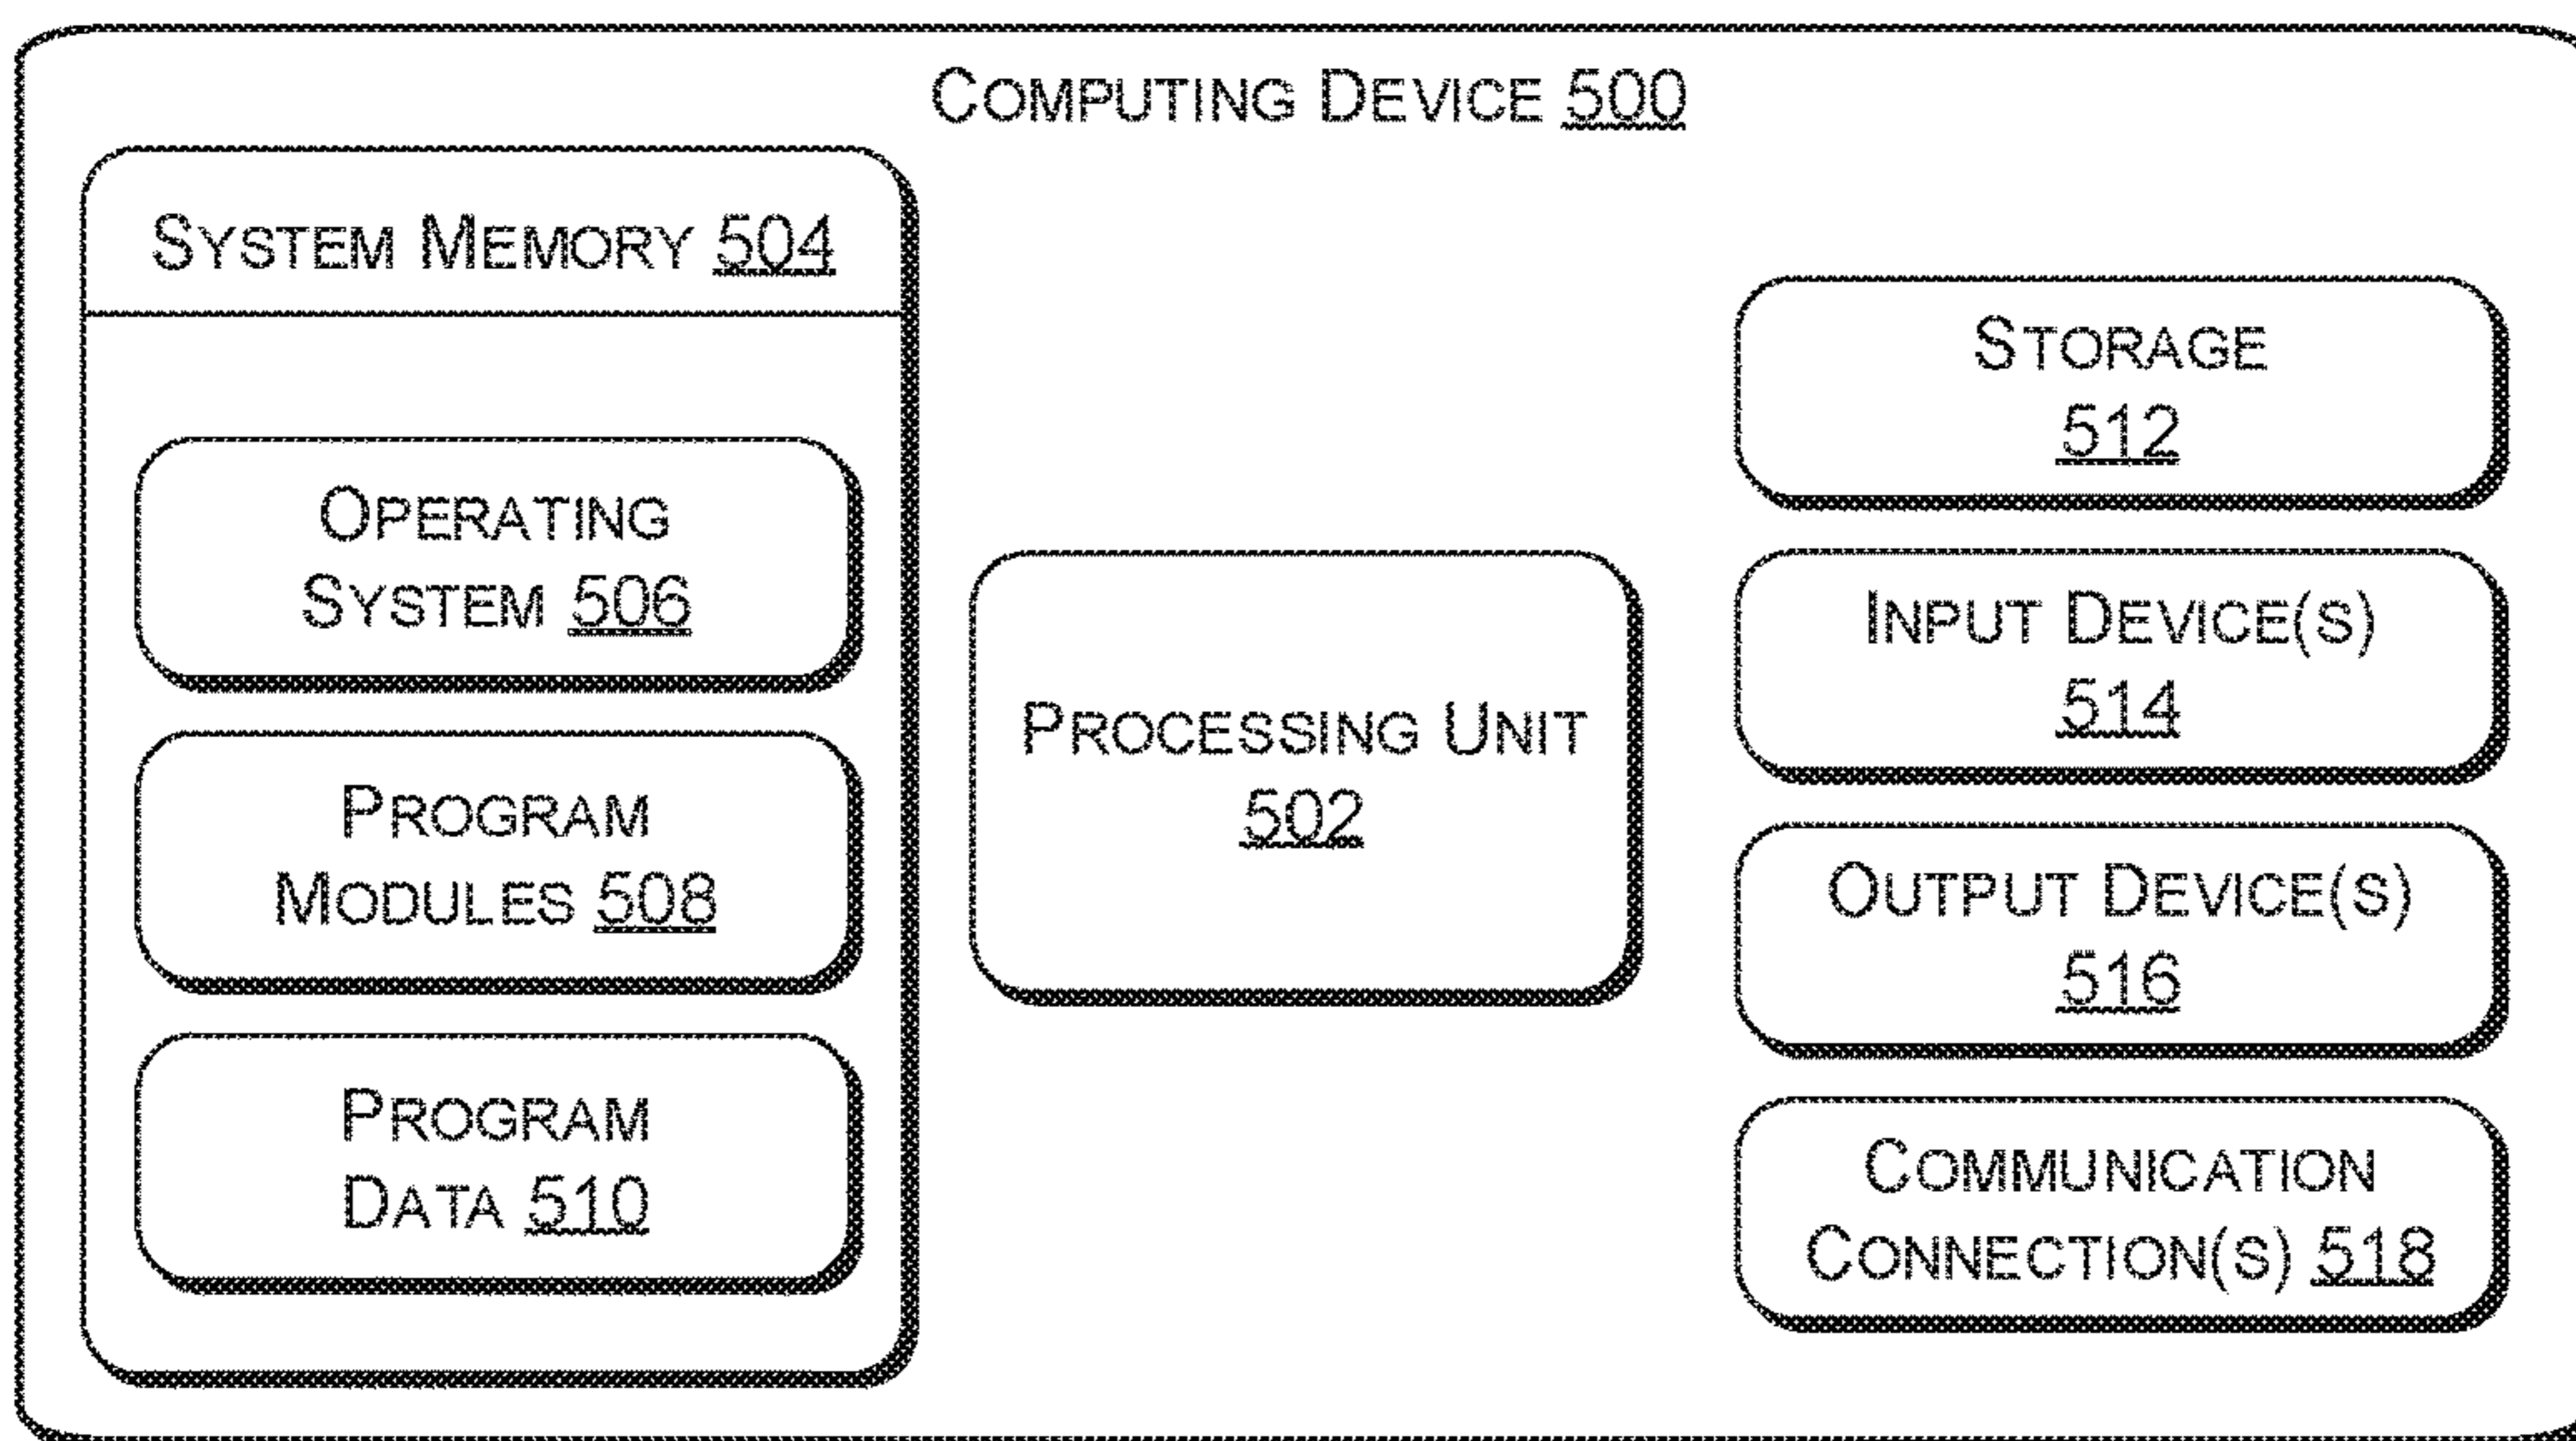 COMPUTING DEVICE 500
SYSTEM MEMORY 504
OPERATING
SYSTEM 506
PROGRAM
MODULES 508
PROGRAM
DATA 510
PROCESSING UNIT
502
STORAGE
512
INPUT DEVICE(S)
514
OUTPUT DEVICE(S)
516
COMMUNICATION
CONNECTION(S) 518